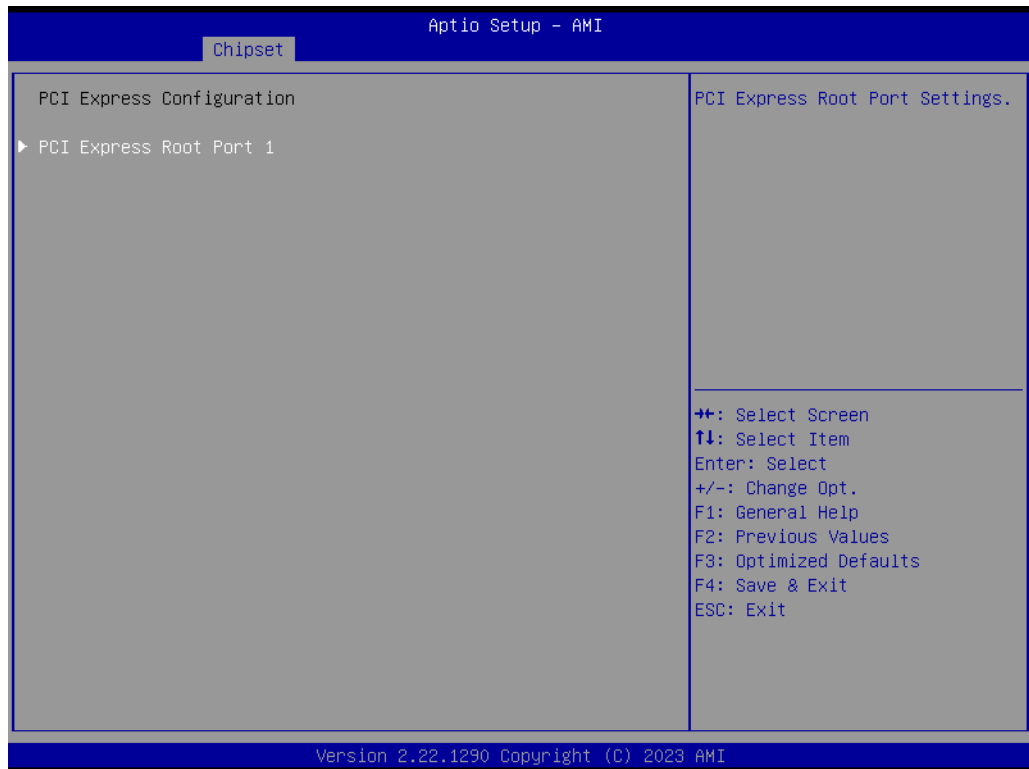 Aptio Setup – AMI
Chipset
PCI Express Configuration
▶ PCI Express Root Port 1
PCI Express Root Port Settings.
→←: Select Screen
↑↓: Select Item
Enter: Select
+/-: Change Opt.
F1: General Help
F2: Previous Values
F3: Optimized Defaults
F4: Save & Exit
ESC: Exit
Version 2.22.1290 Copyright (C) 2023 AMI